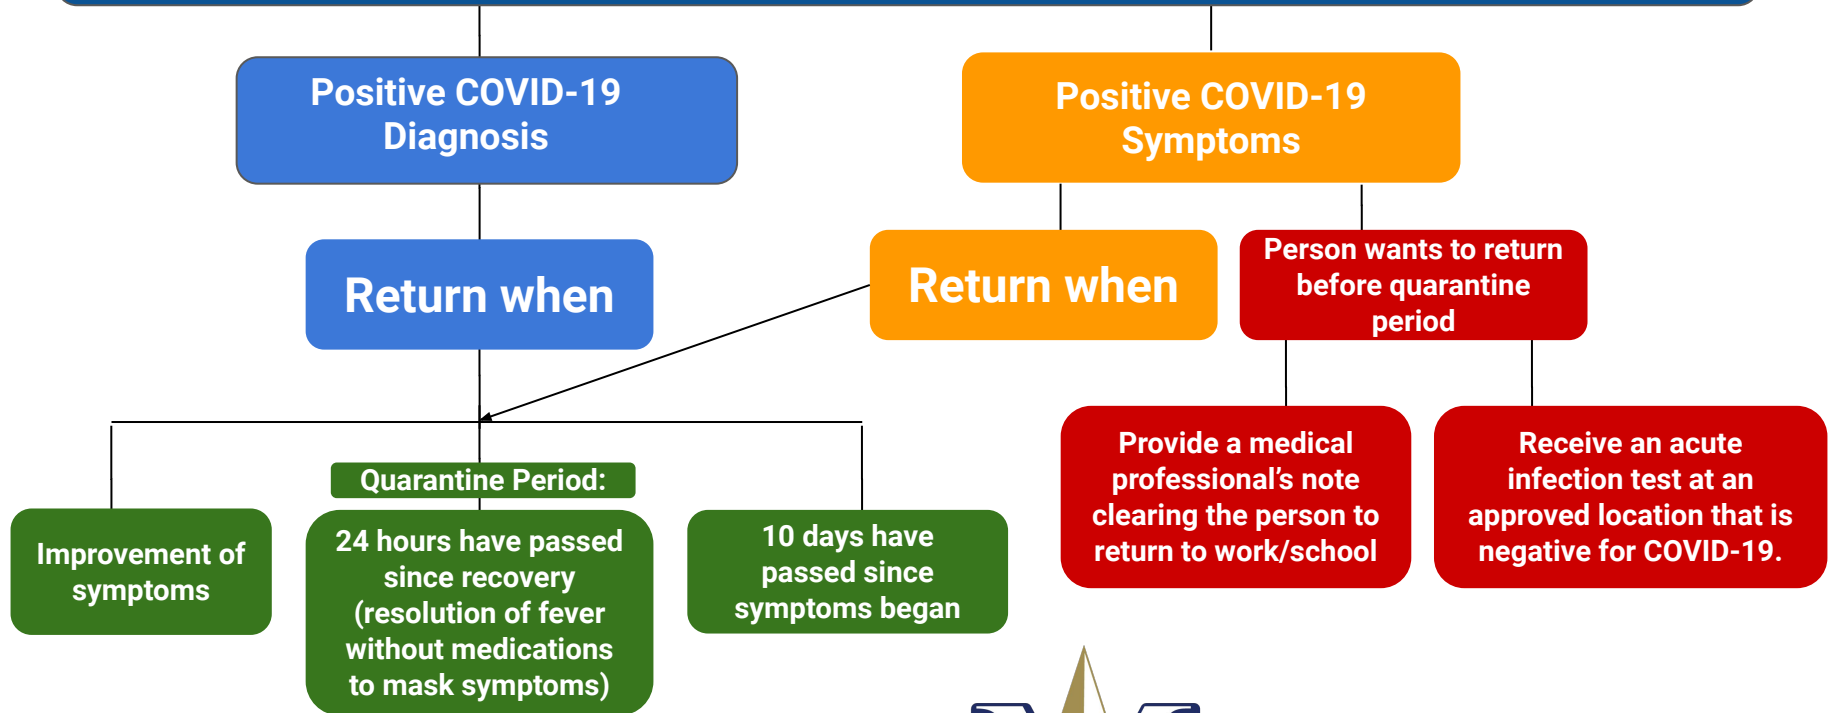 Positive COVID-19
Diagnosis
Positive COVID-19
Symptoms
Return when
Return when
Person wants to return
before quarantine
period
Quarantine Period:
Improvement of
symptoms
24 hours have passed
since recovery
(resolution of fever
without medications
to mask symptoms)
10 days have
passed since
symptoms began
Provide a medical
professional’s note
clearing the person to
return to work/school
Receive an acute
infection test at an
approved location that is
negative for COVID-19.